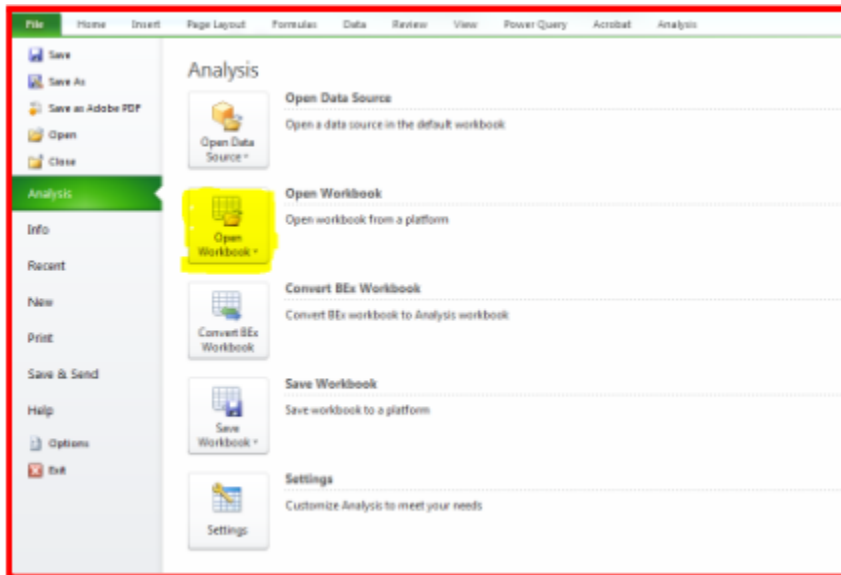 File Home Insert Page Layout Formulas Data Review View Power Query Acrobat Analysis
Save
Save As
Save as Adobe PDF
Open
Close
Analysis
Info
Recent
New
Print
Save & Send
Help
Options
Exit
Analysis
Open Data
Source
Open Data Source
Open a data source in the default workbook
Open
Workbook
Open Workbook
Open workbook from a platform
Convert BEx
Workbook
Convert BEx Workbook
Convert BEx workbook to Analysis workbook
Save
Workbook
Save Workbook
Save workbook to a platform
Settings
Settings
Customize Analysis to meet your needs